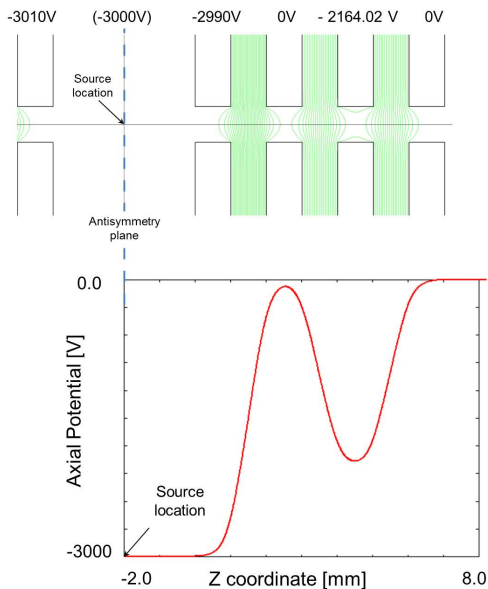 -3010V (-3000V) -2990V 0V - 2164.02 V 0V
Source
location
Antisymmetry
plane
0.0
Axial Potential [V]
Source
location
-3000
-2.0 Z coordinate [mm] 8.0